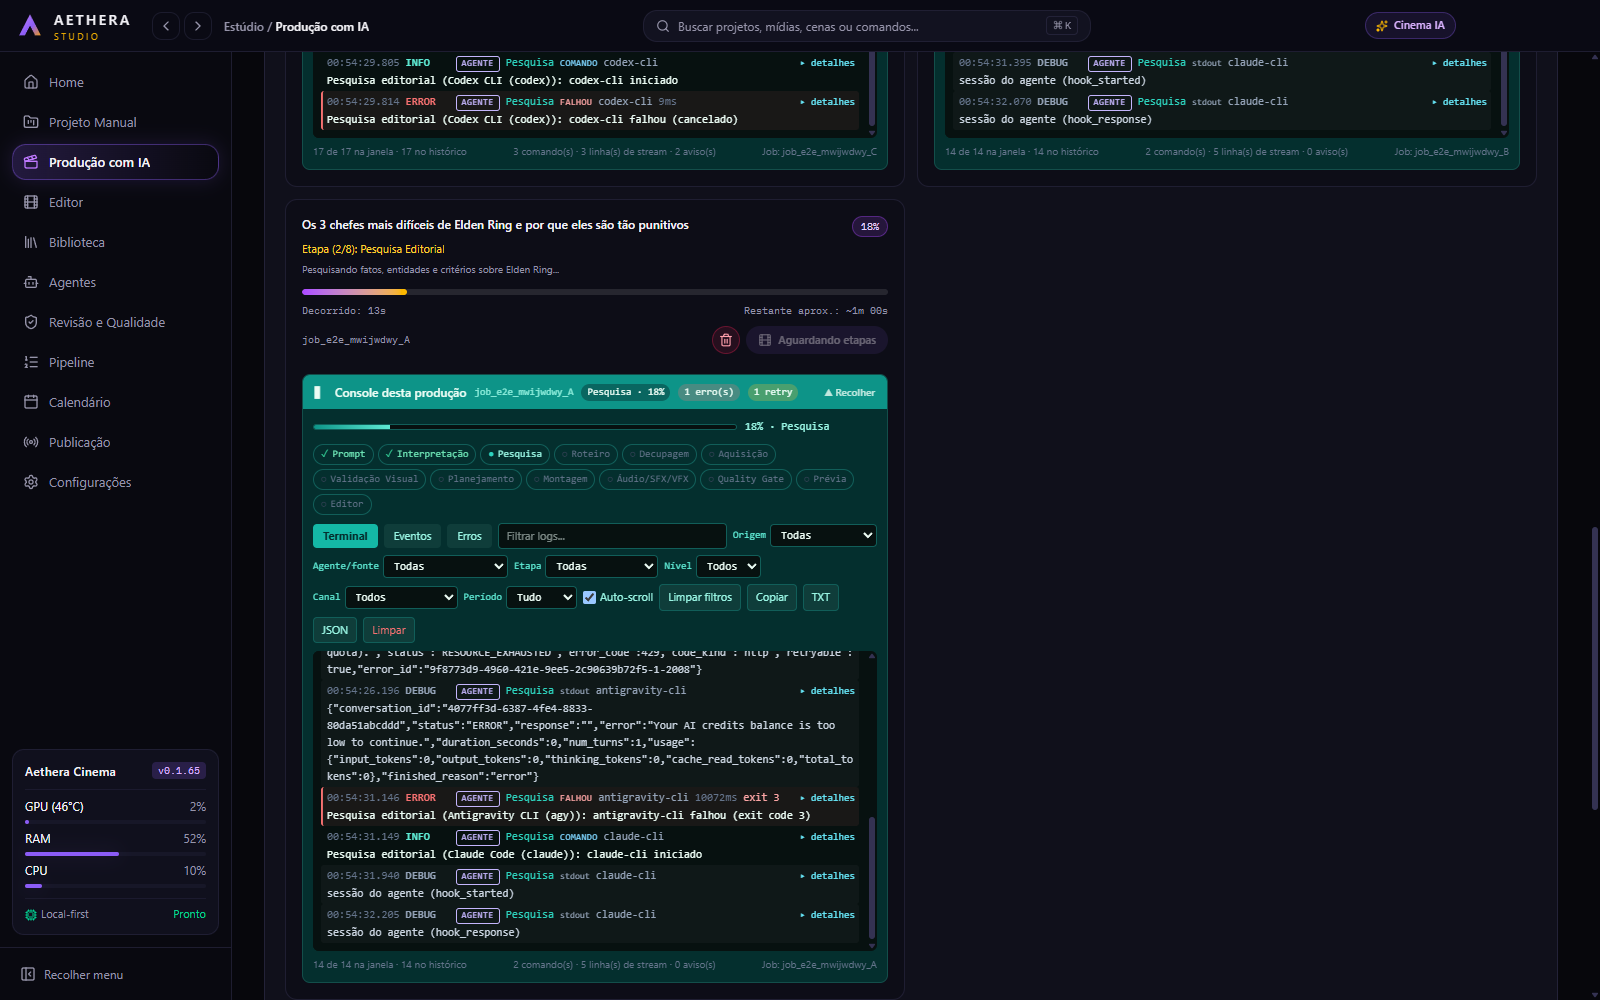 AETHERA
STUDIO
Estúdio / Produção com IA
Buscar projetos, mídias, cenas ou comandos...
⌘ K
Cinema IA
Home
Projeto Manual
Produção com IA
Editor
Biblioteca
Agentes
Revisão e Qualidade
Pipeline
Calendário
Publicação
Configurações
Aethera Cinema v0.1.65
GPU (46°C) 2%
RAM 52%
CPU 10%
Local-first Pronto
Recolher menu
00:54:29.805 INFO AGENTE Pesquisa COMANDO codex-cli ▸ detalhes
Pesquisa editorial (Codex CLI (codex)): codex-cli iniciado
00:54:29.814 ERROR AGENTE Pesquisa FALHOU codex-cli 9ms ▸ detalhes
Pesquisa editorial (Codex CLI (codex)): codex-cli falhou (cancelado)
17 de 17 na janela · 17 no histórico 3 comando(s) · 3 linha(s) de stream · 2 aviso(s) Job: job_e2e_mwijwdwy_C
00:54:31.395 DEBUG AGENTE Pesquisa stdout claude-cli ▸ detalhes
sessão do agente (hook_started)
00:54:32.070 DEBUG AGENTE Pesquisa stdout claude-cli ▸ detalhes
sessão do agente (hook_response)
14 de 14 na janela · 14 no histórico 2 comando(s) · 5 linha(s) de stream · 0 aviso(s) Job: job_e2e_mwijwdwy_B
Os 3 chefes mais difíceis de Elden Ring e por que eles são tão punitivos 18%
Etapa (2/8): Pesquisa Editorial
Pesquisando fatos, entidades e critérios sobre Elden Ring...
Decorrido: 13s Restante aprox.: ~1m 00s
job_e2e_mwijwdwy_A Aguardando etapas
Console desta produção job_e2e_mwijwdwy_A Pesquisa · 18% 1 erro(s) 1 retry ▲ Recolher
18% · Pesquisa
✓ Prompt ✓ Interpretação ● Pesquisa ○ Roteiro ○ Decupagem ○ Aquisição
○ Validação Visual ○ Planejamento ○ Montagem ○ Áudio/SFX/VFX ○ Quality Gate ○ Prévia
○ Editor
Terminal Eventos Erros Filtrar logs... Origem Todas
Agente/fonte Todas Etapa Todas Nível Todos
Canal Todos Período Tudo Auto-scroll Limpar filtros Copiar TXT
JSON Limpar
quota).","status":"RESOURCE_EXHAUSTED","error_code":429,"code_kind":"http","retryable":
true,"error_id":"9f8773d9-4960-421e-9ee5-2c90639b72f5-1-2008"}
00:54:26.196 DEBUG AGENTE Pesquisa stdout antigravity-cli ▸ detalhes
{"conversation_id":"4077ff3d-6387-4fe4-8833-
80da51abcddd","status":"ERROR","response":"","error":"Your AI credits balance is too
low to continue.","duration_seconds":0,"num_turns":1,"usage":
{"input_tokens":0,"output_tokens":0,"thinking_tokens":0,"cache_read_tokens":0,"total_to
kens":0},"finished_reason":"error"}
00:54:31.146 ERROR AGENTE Pesquisa FALHOU antigravity-cli 10072ms exit 3 ▸ detalhes
Pesquisa editorial (Antigravity CLI (agy)): antigravity-cli falhou (exit code 3)
00:54:31.149 INFO AGENTE Pesquisa COMANDO claude-cli ▸ detalhes
Pesquisa editorial (Claude Code (claude)): claude-cli iniciado
00:54:31.940 DEBUG AGENTE Pesquisa stdout claude-cli ▸ detalhes
sessão do agente (hook_started)
00:54:32.205 DEBUG AGENTE Pesquisa stdout claude-cli ▸ detalhes
sessão do agente (hook_response)
14 de 14 na janela · 14 no histórico 2 comando(s) · 5 linha(s) de stream · 0 aviso(s) Job: job_e2e_mwijwdwy_A